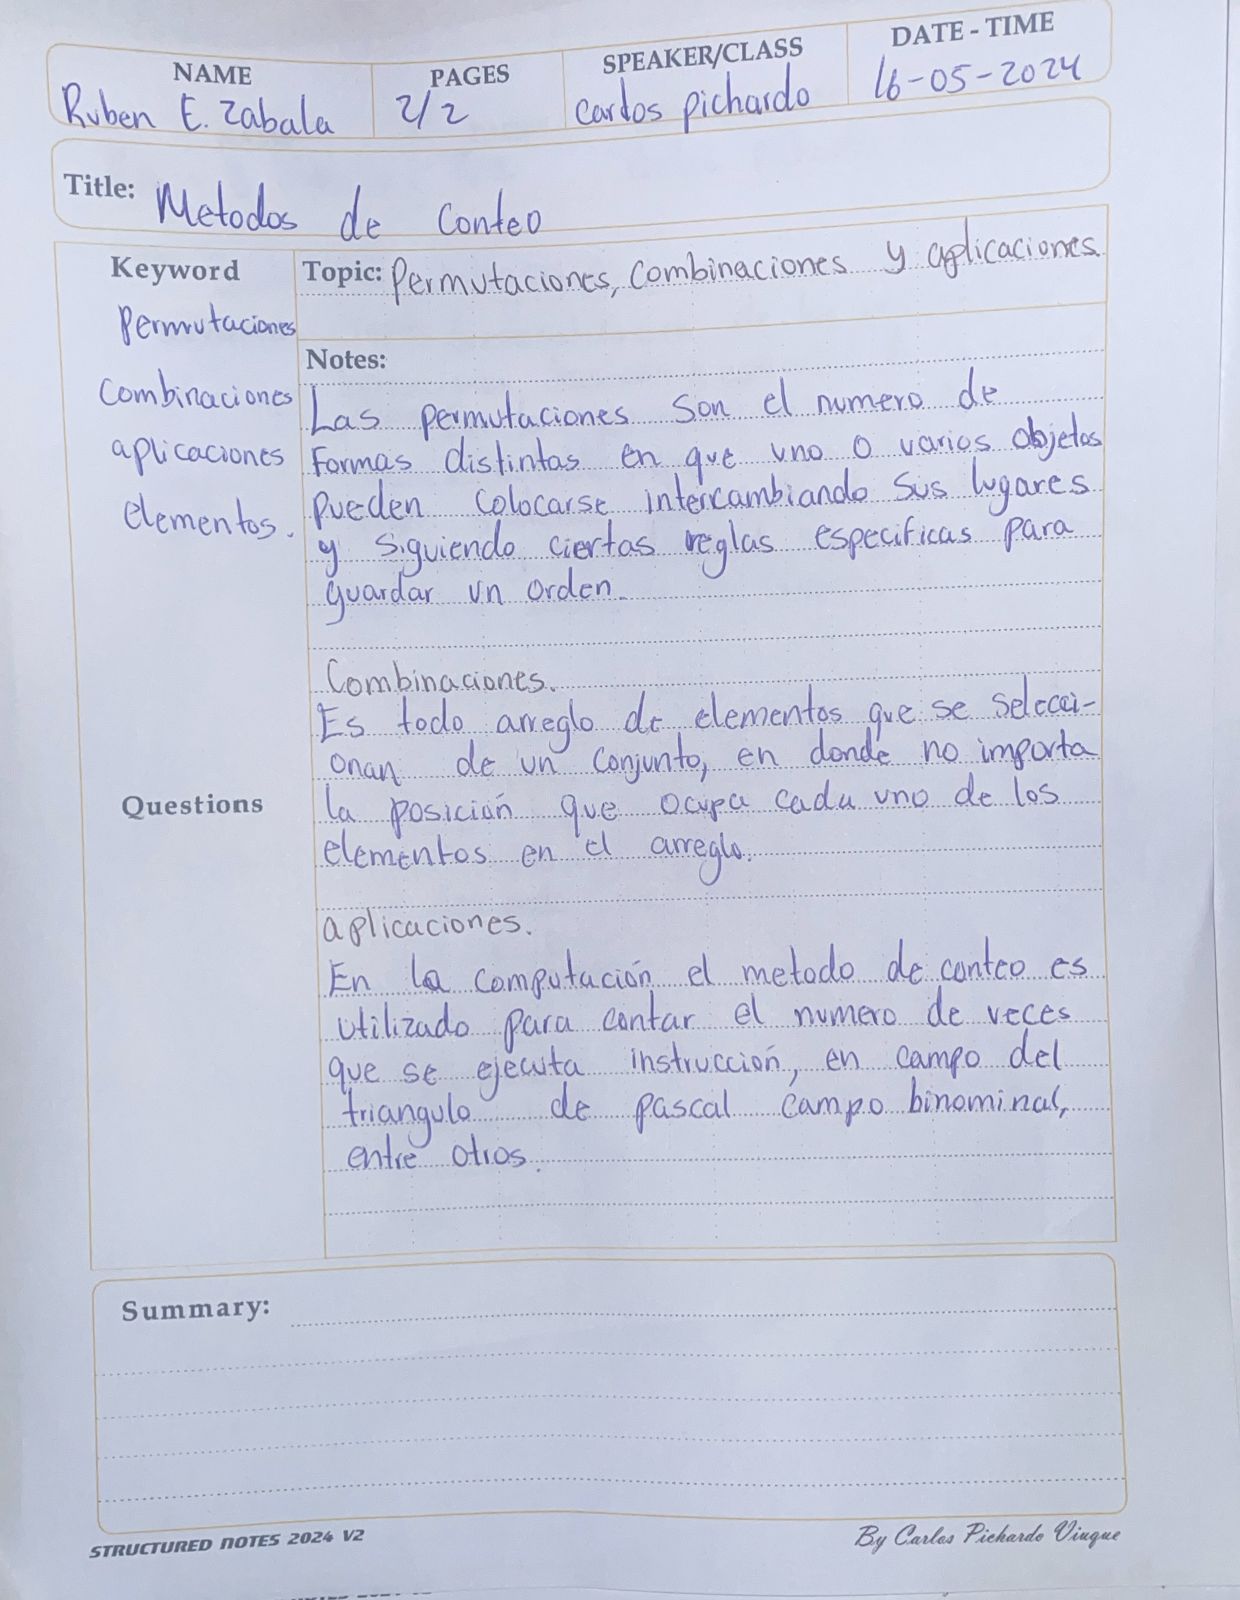 NAME
Ruben E. Zabala
PAGES
2/2
SPEAKER/CLASS
Carlos pichardo
DATE - TIME
16-05-2024
Title: Metodos de Conteo
Keyword
Permutaciones
Combinaciones
aplicaciones
elementos.
Questions
Topic: Permutaciones, Combinaciones y aplicaciones.
Notes:
Las permutaciones son el numero de
formas distintas en que uno o varios objetos
pueden colocarse intercambiando sus lugares
y siguiendo ciertas reglas especificas para
guardar un orden.
Combinaciones.
Es todo arreglo de elementos que se selecci-
onan de un conjunto, en donde no importa
la posición que ocupa cada uno de los
elementos en el arreglo.
aplicaciones.
En la computación el metodo de conteo es
utilizado para contar el numero de veces
que se ejecuta instrucción, en campo del
triangulo de pascal campo binominal,
entre otros.
Summary:
STRUCTURED NOTES 2024 V2
By Carlos Pichardo Viuque